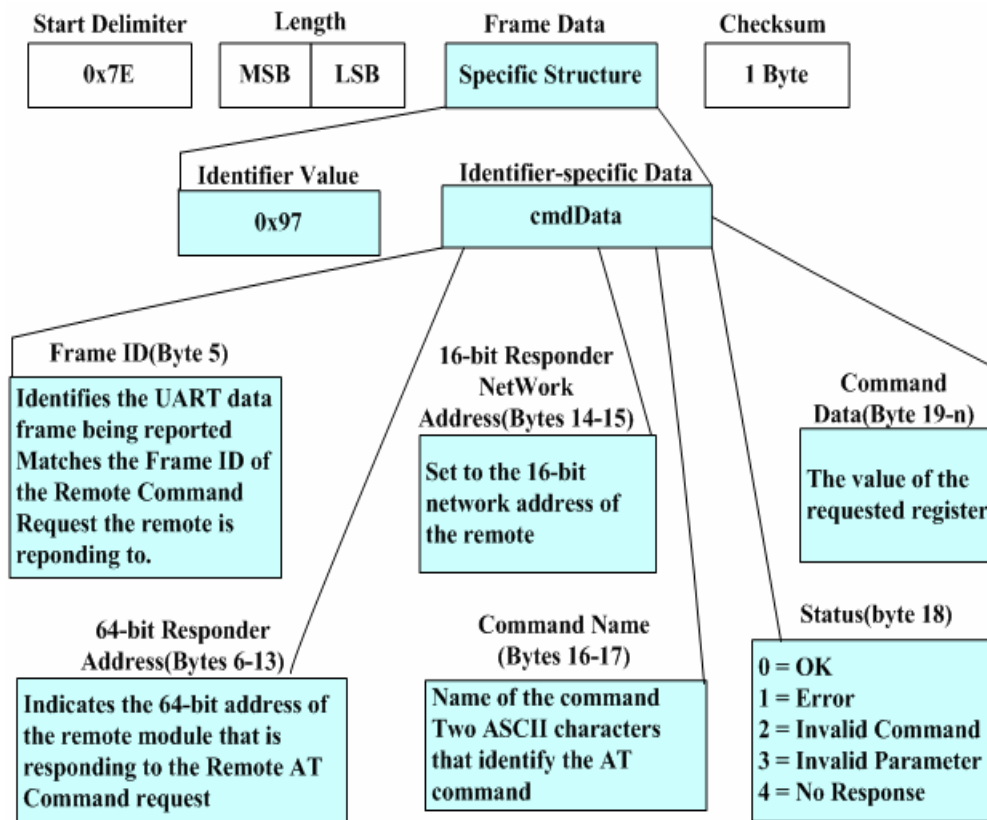 Start Delimiter
Length
Frame Data
Checksum
0x7E
MSB
LSB
Specific Structure
1 Byte
Identifier Value
Identifier-specific Data
0x97
cmdData
Frame ID(Byte 5)
Identifies the UART data
frame being reported
Matches the Frame ID of
the Remote Command
Request the remote is
reponding to.
16-bit Responder
NetWork
Address(Bytes 14-15)
Set to the 16-bit
network address of
the remote
Command
Data(Byte 19-n)
The value of the
requested register
64-bit Responder
Address(Bytes 6-13)
Indicates the 64-bit address of
the remote module that is
responding to the Remote AT
Command request
Command Name
(Bytes 16-17)
Name of the command
Two ASCII characters
that identify the AT
command
Status(byte 18)
0 = OK
1 = Error
2 = Invalid Command
3 = Invalid Parameter
4 = No Response